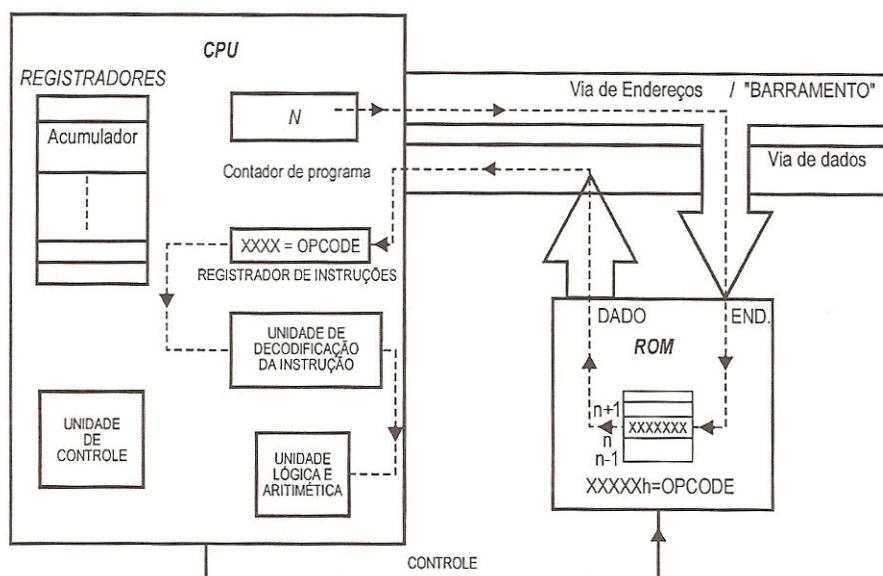 CPU
REGISTRADORES
Acumulador
N
Contador de programa
XXXX = OPCODE
REGISTRADOR DE INSTRUÇÕES
UNIDADE DE
DECODIFICAÇÃO
DA INSTRUÇÃO
UNIDADE
DE
CONTROLE
UNIDADE
LÓGICA E
ARITIMÉTICA
Via de Endereços / "BARRAMENTO"
Via de dados
DADO
END.
ROM
n+1
XXXXXXX
n
n-1
XXXXXh=OPCODE
CONTROLE